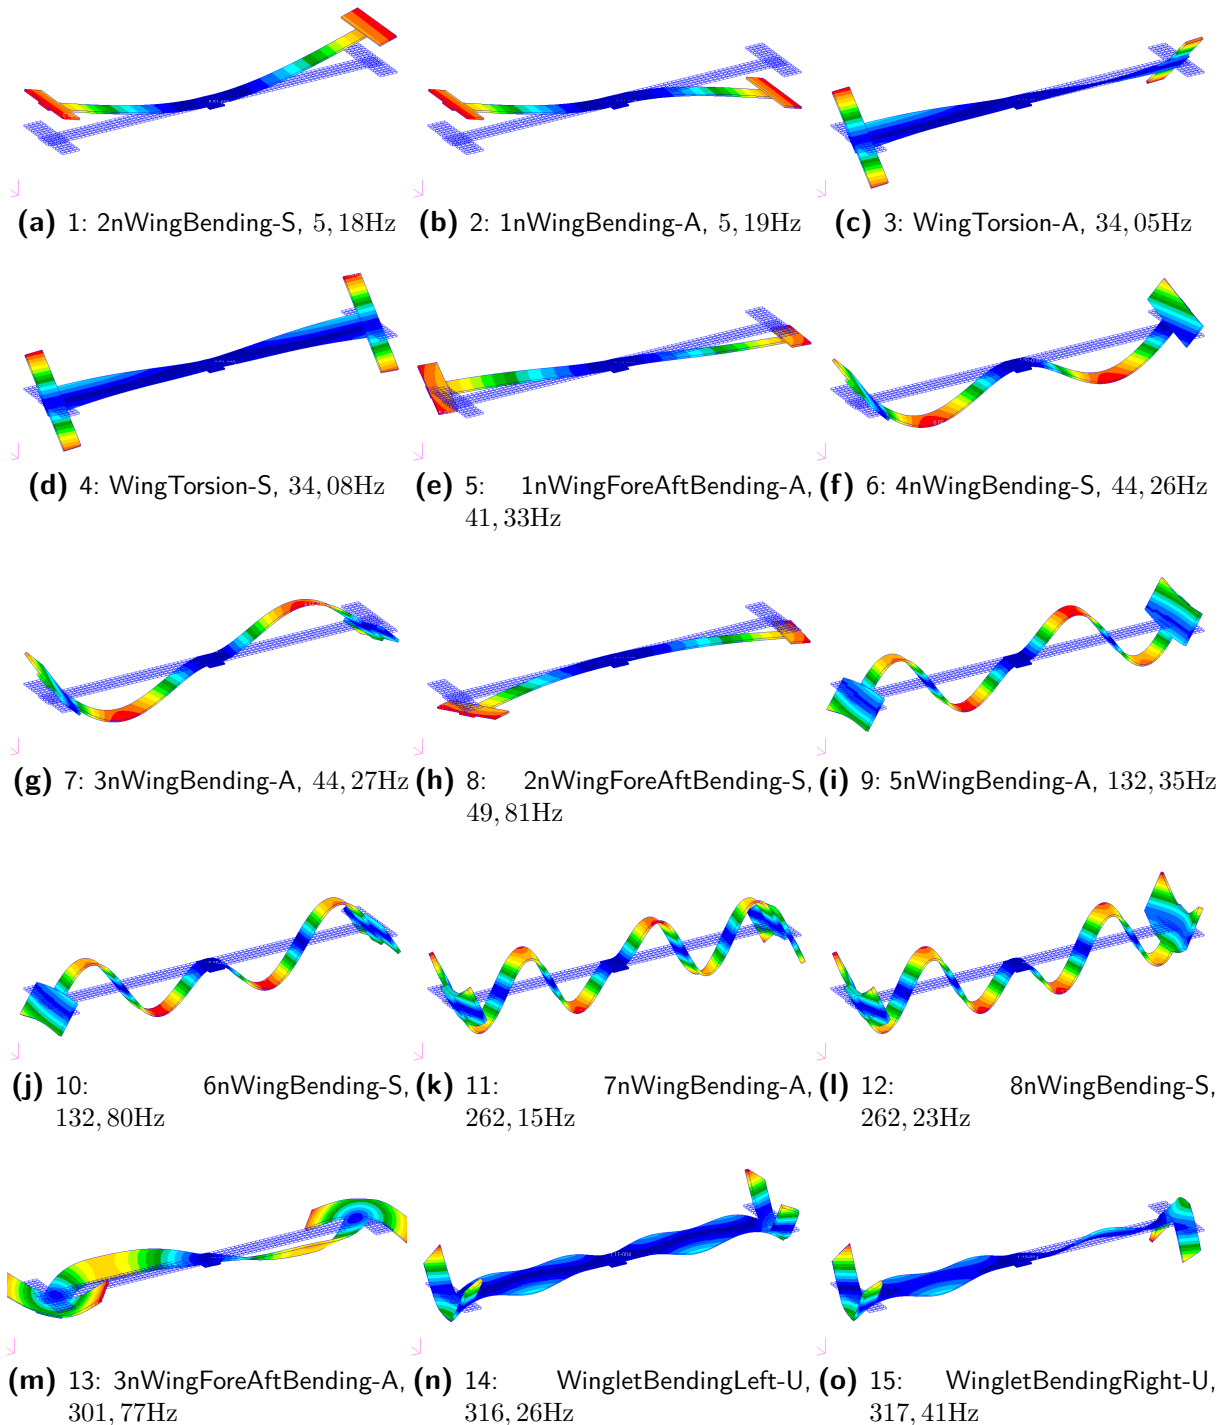 (a) 1: 2nWingBending-S, 5,18Hz
(b) 2: 1nWingBending-A, 5,19Hz
(c) 3: WingTorsion-A, 34,05Hz
(d) 4: WingTorsion-S, 34,08Hz
(e) 5: 1nWingForeAftBending-A,
41,33Hz
(f) 6: 4nWingBending-S, 44,26Hz
(g) 7: 3nWingBending-A, 44,27Hz
(h) 8: 2nWingForeAftBending-S,
49,81Hz
(i) 9: 5nWingBending-A, 132,35Hz
(j) 10: 6nWingBending-S,
132,80Hz
(k) 11: 7nWingBending-A,
262,15Hz
(l) 12: 8nWingBending-S,
262,23Hz
(m) 13: 3nWingForeAftBending-A,
301,77Hz
(n) 14: WingletBendingLeft-U,
316,26Hz
(o) 15: WingletBendingRight-U,
317,41Hz